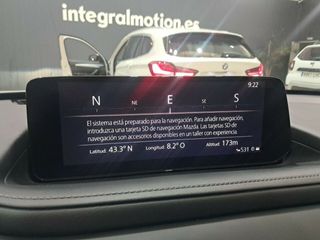 integralmotion.es
9:22
N NE E SE S
El sistema está preparado para la navegación. Para añadir navegación,
introduzca una tarjeta SD de navegación Mazda. Las tarjetas SD de
navegación son accesorios disponibles en un taller con experiencia
Latitud: 43.3°N Longitud: 8.2°O Altitud: 173m
531